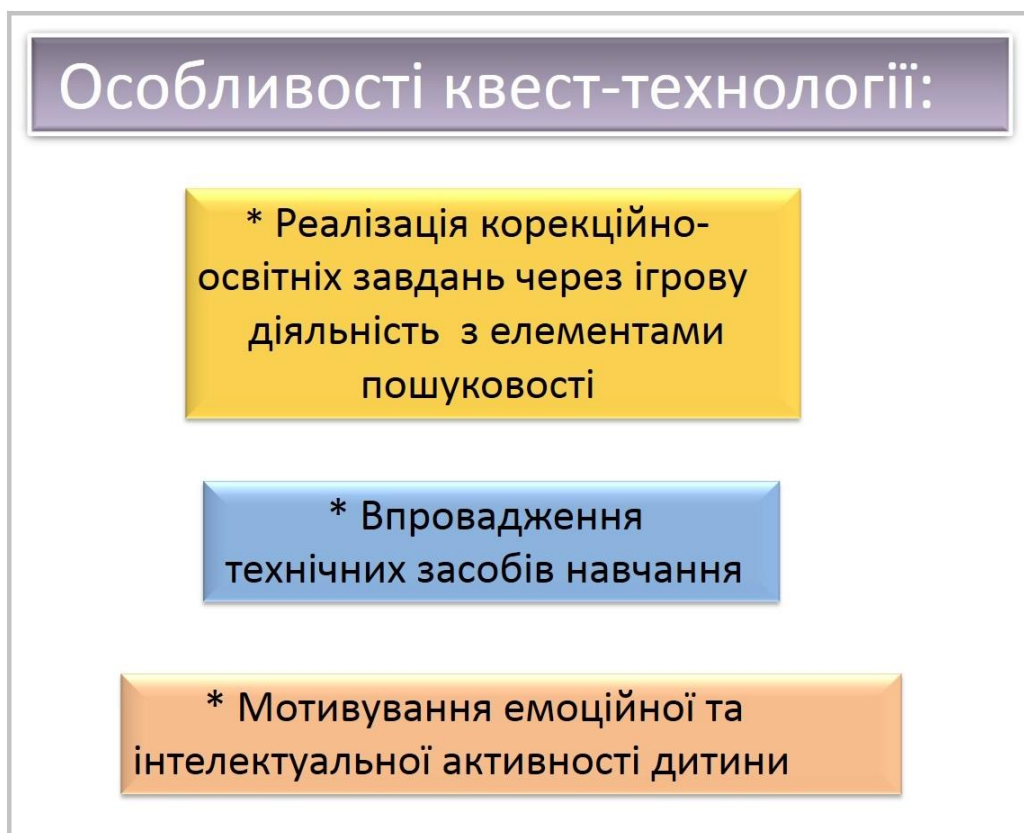 Особливості квест-технології:
* Реалізація корекційно-
освітніх завдань через ігрову
діяльність з елементами
пошуковості
* Впровадження
технічних засобів навчання
* Мотивування емоційної та
інтелектуальної активності дитини